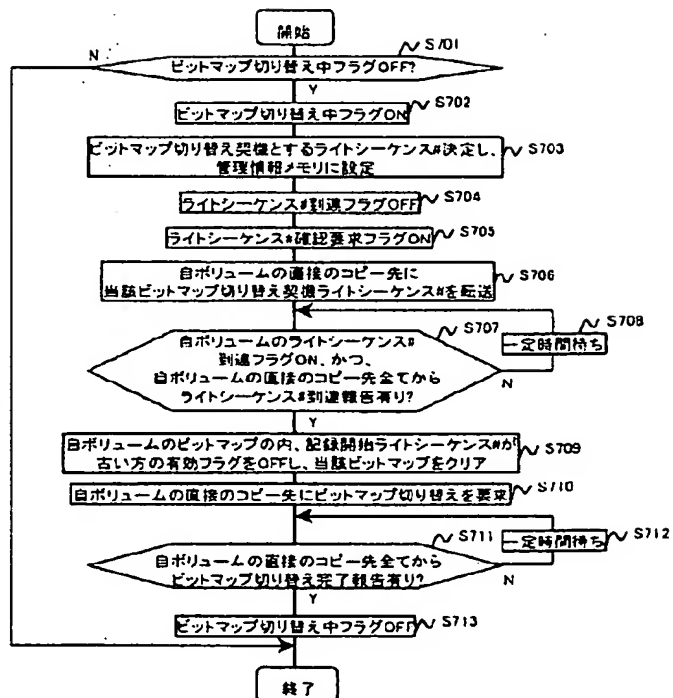 開始
S701
N
ビットマップ切り替え中フラグOFF?
Y
ビットマップ切り替え中フラグON
S702
ビットマップ切り替え契機とするライトシーケンス#決定し、
管理情報メモリに設定
S703
ライトシーケンス#到達フラグOFF
S704
ライトシーケンス#確認要求フラグON
S705
自ボリュームの直接のコピー先に
当該ビットマップ切り替え契機ライトシーケンス#を転送
S706
S707
S708
自ボリュームのライトシーケンス#
到達フラグON、かつ、
自ボリュームの直接のコピー先全てから
ライトシーケンス#到達報告有り?
一定時間待ち
N
Y
自ボリュームのビットマップの内、記録開始ライトシーケンス#が
古い方の有効フラグをOFFし、当該ビットマップをクリア
S709
自ボリュームの直接のコピー先にビットマップ切り替えを要求
S710
S711
一定時間待ち
S712
自ボリュームの直接のコピー先全てから
ビットマップ切り替え完了報告有り?
N
Y
ビットマップ切り替え中フラグOFF
S713
終了